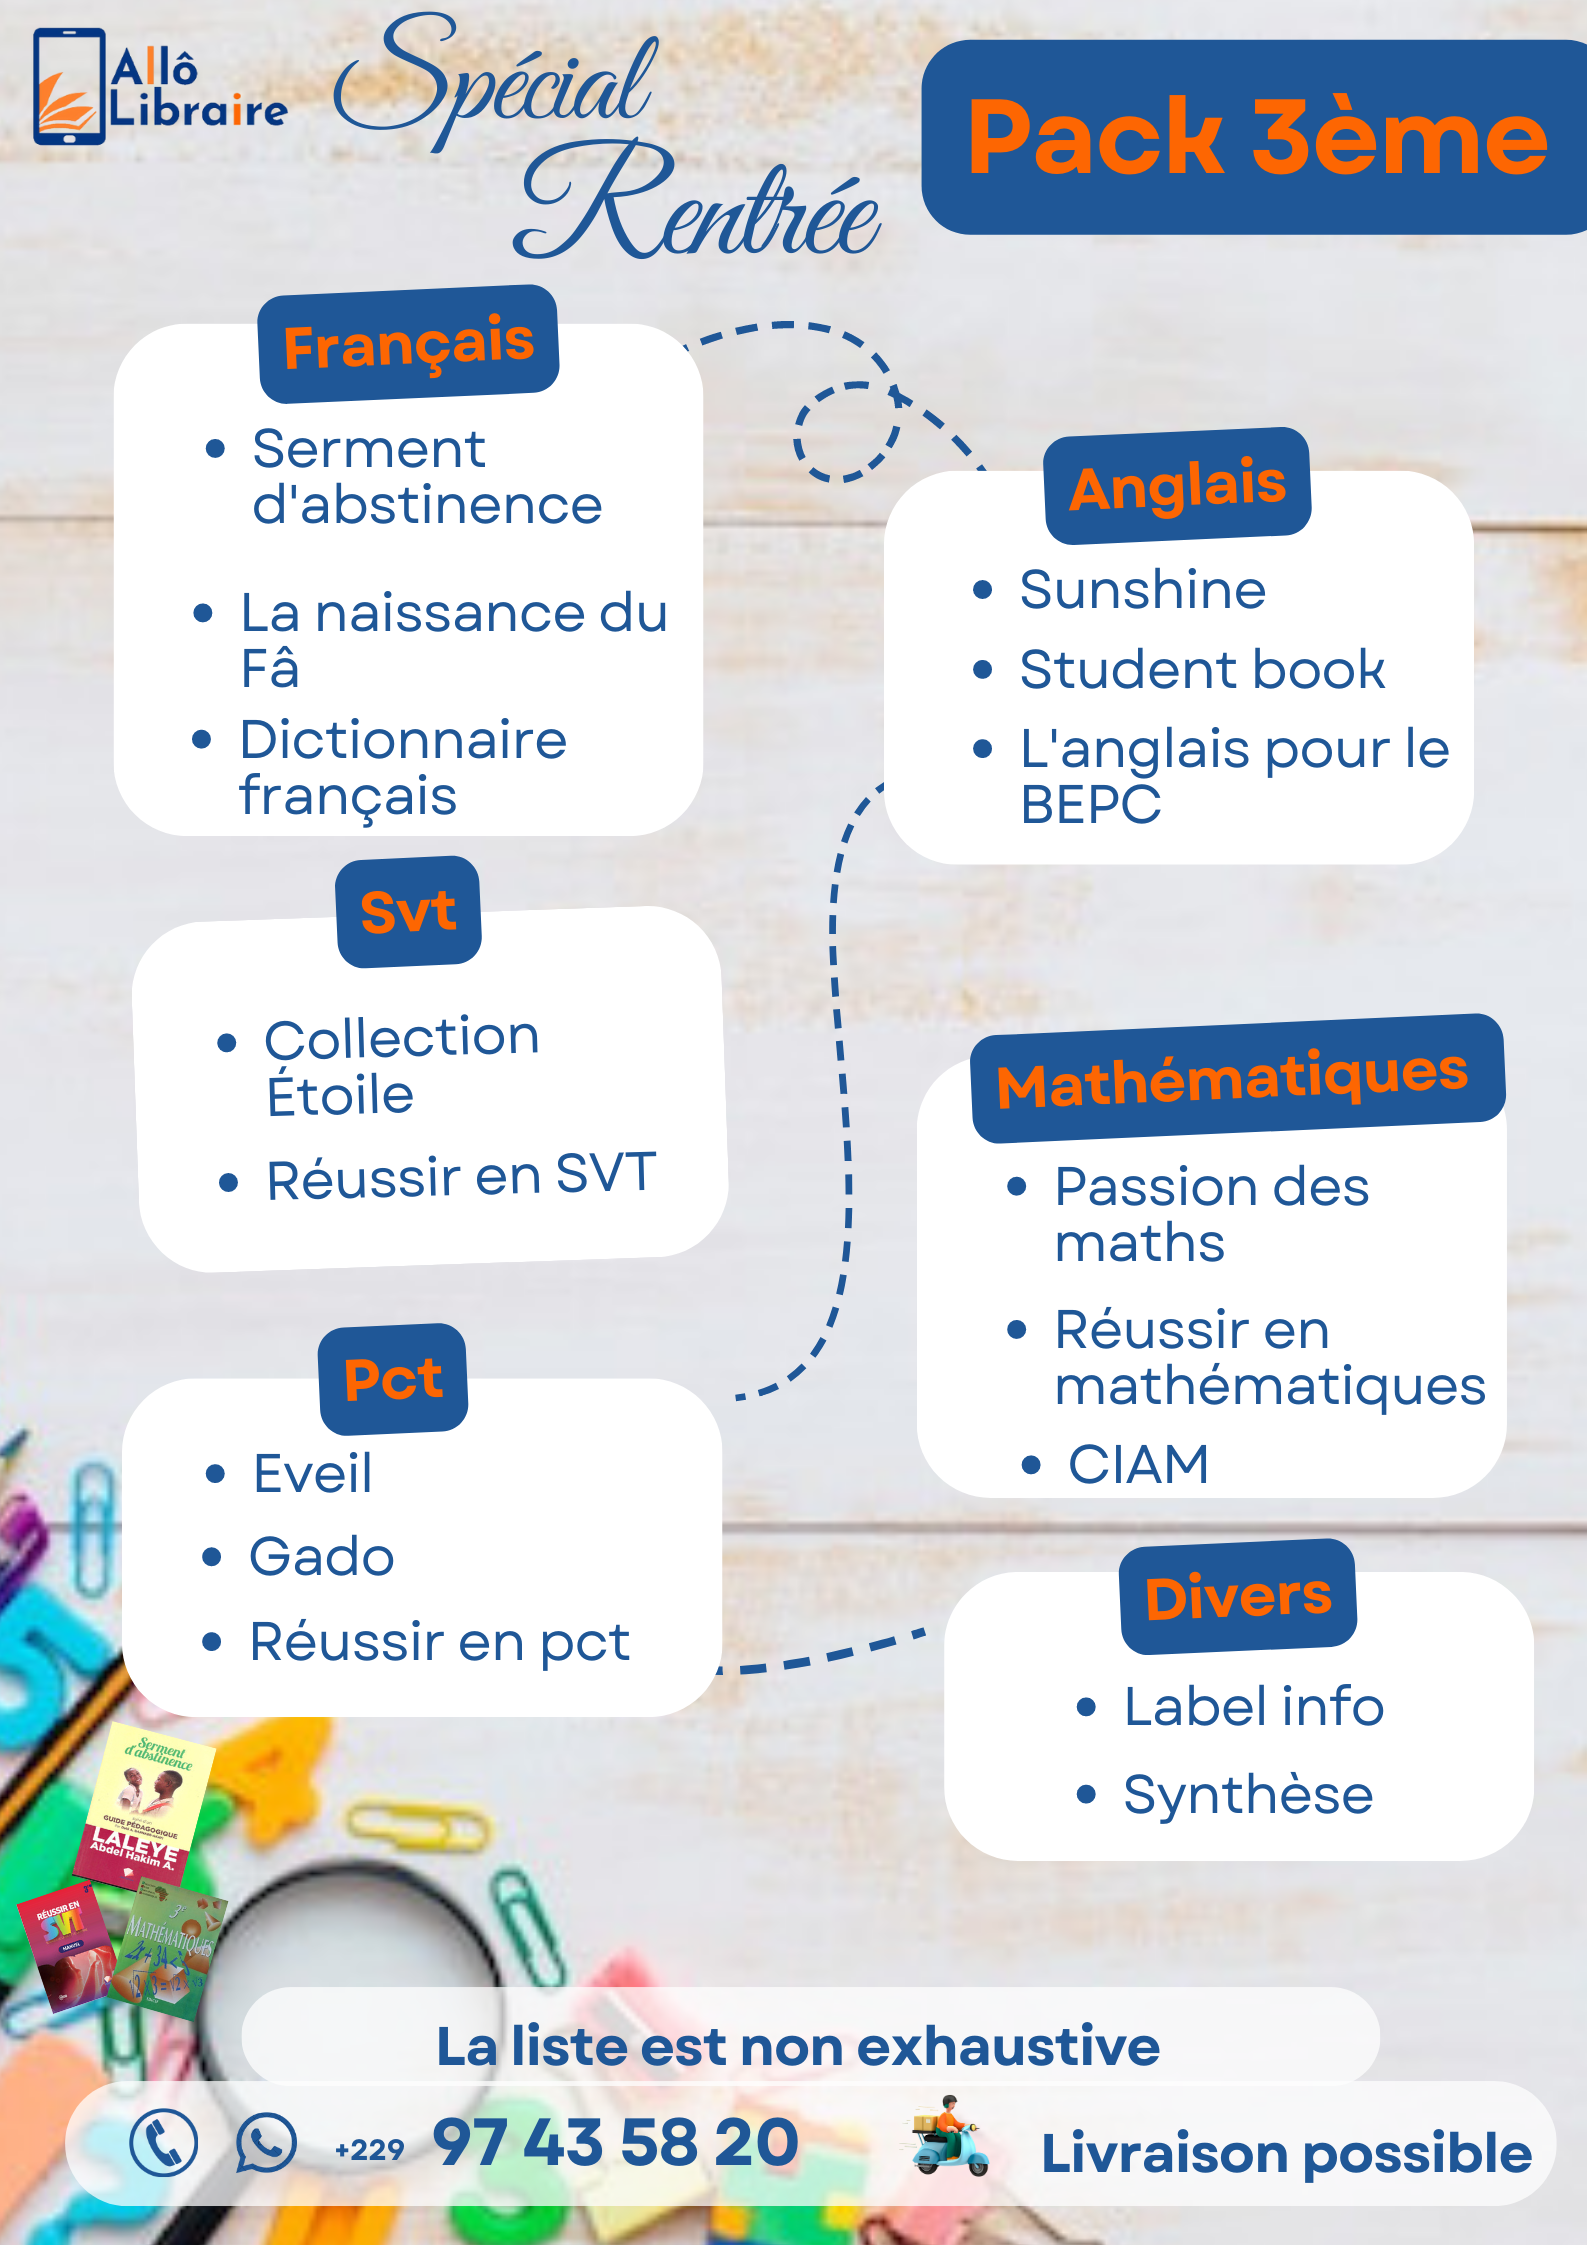 Allô
Libraire
Spécial
Rentrée
Pack 3ème
Français
• Serment
d'abstinence
• La naissance du
Fâ
• Dictionnaire
français
Anglais
• Sunshine
• Student book
• L'anglais pour le
BEPC
Svt
• Collection
Étoile
• Réussir en SVT
Mathématiques
• Passion des
maths
• Réussir en
mathématiques
• CIAM
Pct
• Eveil
• Gado
• Réussir en pct
Divers
• Label info
• Synthèse
Serment
d'abstinence
GUIDE PÉDAGOGIQUE
LALEYE
Abdel Hakim A.
RÉUSSIR EN
SVT
MANUEL
3e
MATHÉMATIQUES
La liste est non exhaustive
+229 97 43 58 20
Livraison possible